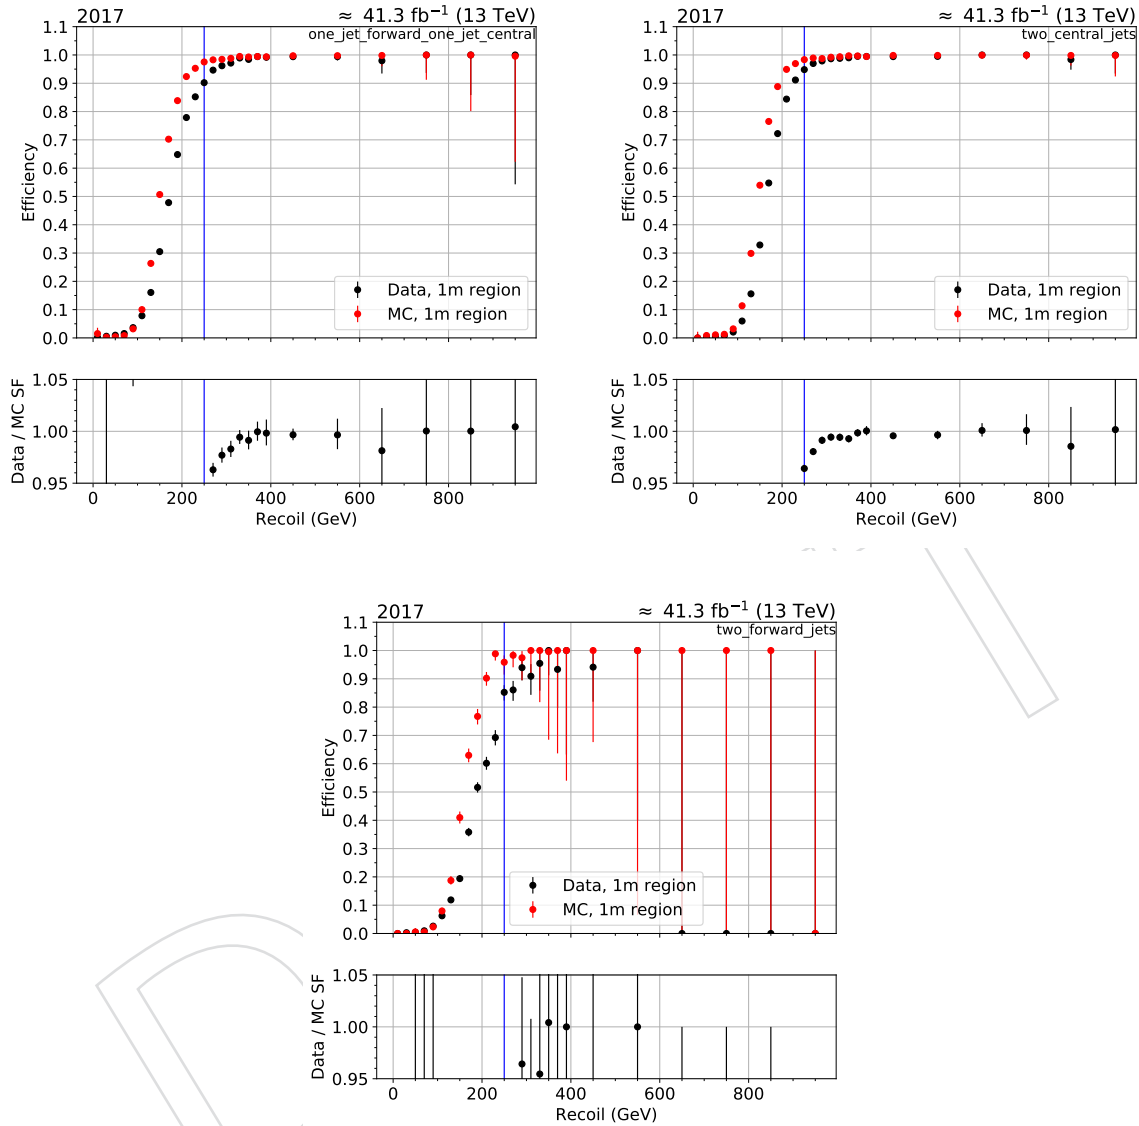 2017 ≈ 41.3 fb⁻¹ (13 TeV)
one_jet_forward_one_jet_central
1.1
1.0
0.9
0.8
0.7
0.6
0.5
0.4
0.3
0.2
0.1
0.0
Efficiency
Data, 1m region
MC, 1m region
1.05
1.00
0.95
Data / MC SF
0 200 400 600 800
Recoil (GeV)
2017 ≈ 41.3 fb⁻¹ (13 TeV)
two_central_jets
1.1
1.0
0.9
0.8
0.7
0.6
0.5
0.4
0.3
0.2
0.1
0.0
Efficiency
Data, 1m region
MC, 1m region
1.05
1.00
0.95
Data / MC SF
0 200 400 600 800
Recoil (GeV)
2017 ≈ 41.3 fb⁻¹ (13 TeV)
two_forward_jets
1.1
1.0
0.9
0.8
0.7
0.6
0.5
0.4
0.3
0.2
0.1
0.0
Efficiency
Data, 1m region
MC, 1m region
1.05
1.00
0.95
Data / MC SF
0 200 400 600 800
Recoil (GeV)